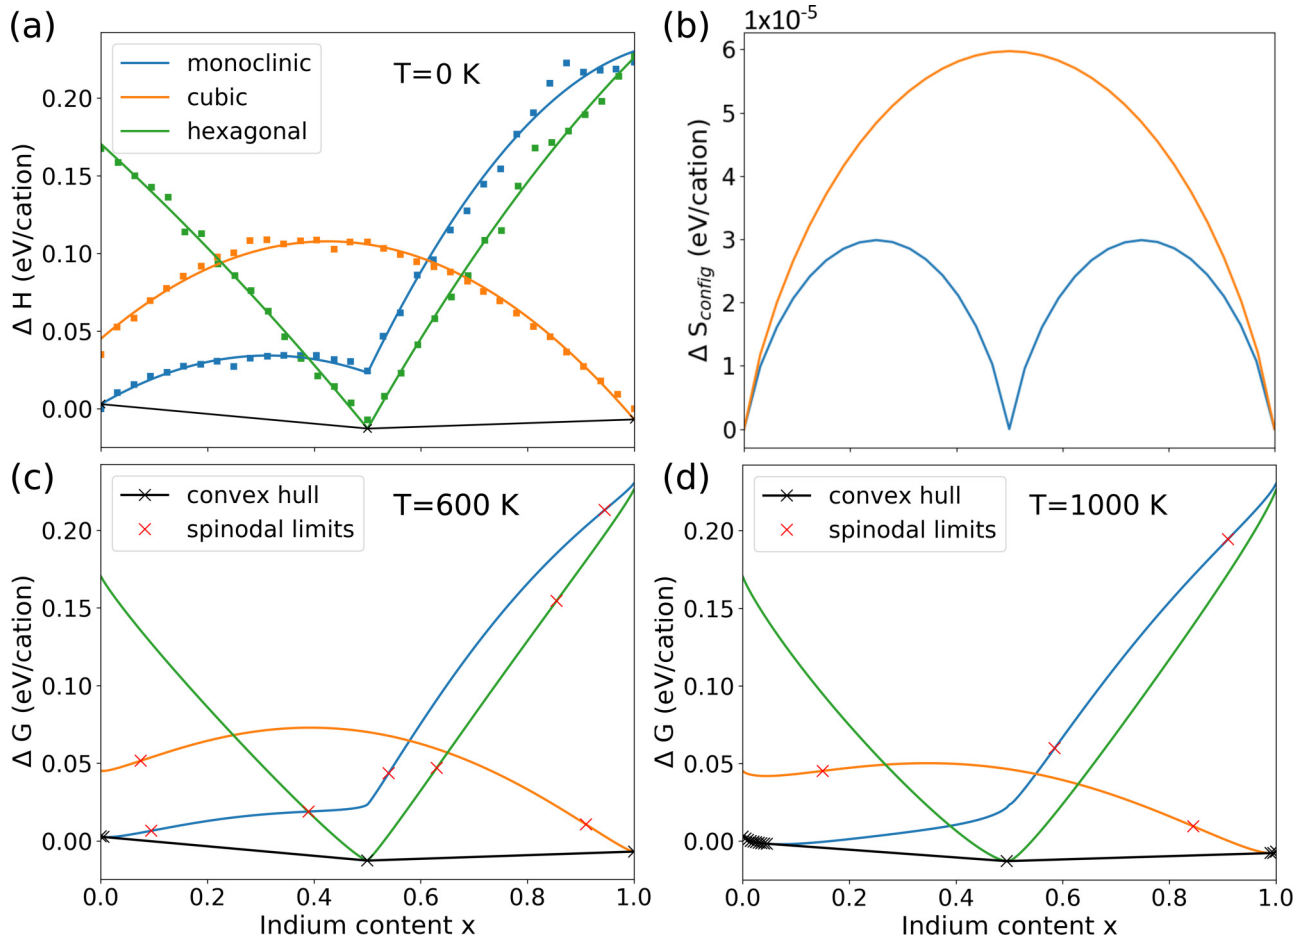 (a)
T=0 K
monoclinic
cubic
hexagonal
Δ H (eV/cation)
0.20
0.15
0.10
0.05
0.00
(b)
1x10⁻⁵
Δ S_config (eV/cation)
6
5
4
3
2
1
0
(c)
T=600 K
convex hull
spinodal limits
Δ G (eV/cation)
0.20
0.15
0.10
0.05
0.00
0.0 0.2 0.4 0.6 0.8 1.0
Indium content x
(d)
T=1000 K
convex hull
spinodal limits
Δ G (eV/cation)
0.20
0.15
0.10
0.05
0.00
0.0 0.2 0.4 0.6 0.8 1.0
Indium content x